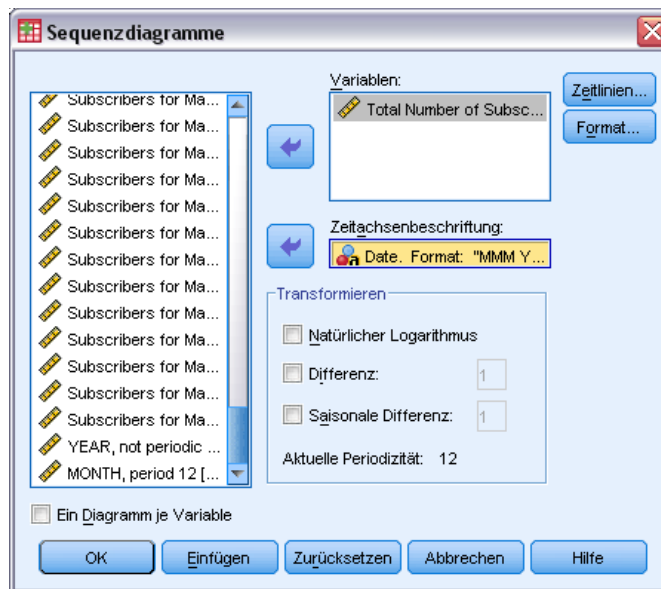 Sequenzdiagramme
Subscribers for Ma...
Subscribers for Ma...
Subscribers for Ma...
Subscribers for Ma...
Subscribers for Ma...
Subscribers for Ma...
Subscribers for Ma...
Subscribers for Ma...
Subscribers for Ma...
Subscribers for Ma...
Subscribers for Ma...
Subscribers for Ma...
Subscribers for Ma...
YEAR, not periodic ...
MONTH, period 12 [...
Variablen:
Total Number of Subsc...
Zeitachsenbeschriftung:
Date. Format: "MMM Y...
Transformieren
Natürlicher Logarithmus
Differenz: 1
Saisonale Differenz: 1
Aktuelle Periodizität: 12
Zeitlinien...
Format...
Ein Diagramm je Variable
OK Einfügen Zurücksetzen Abbrechen Hilfe